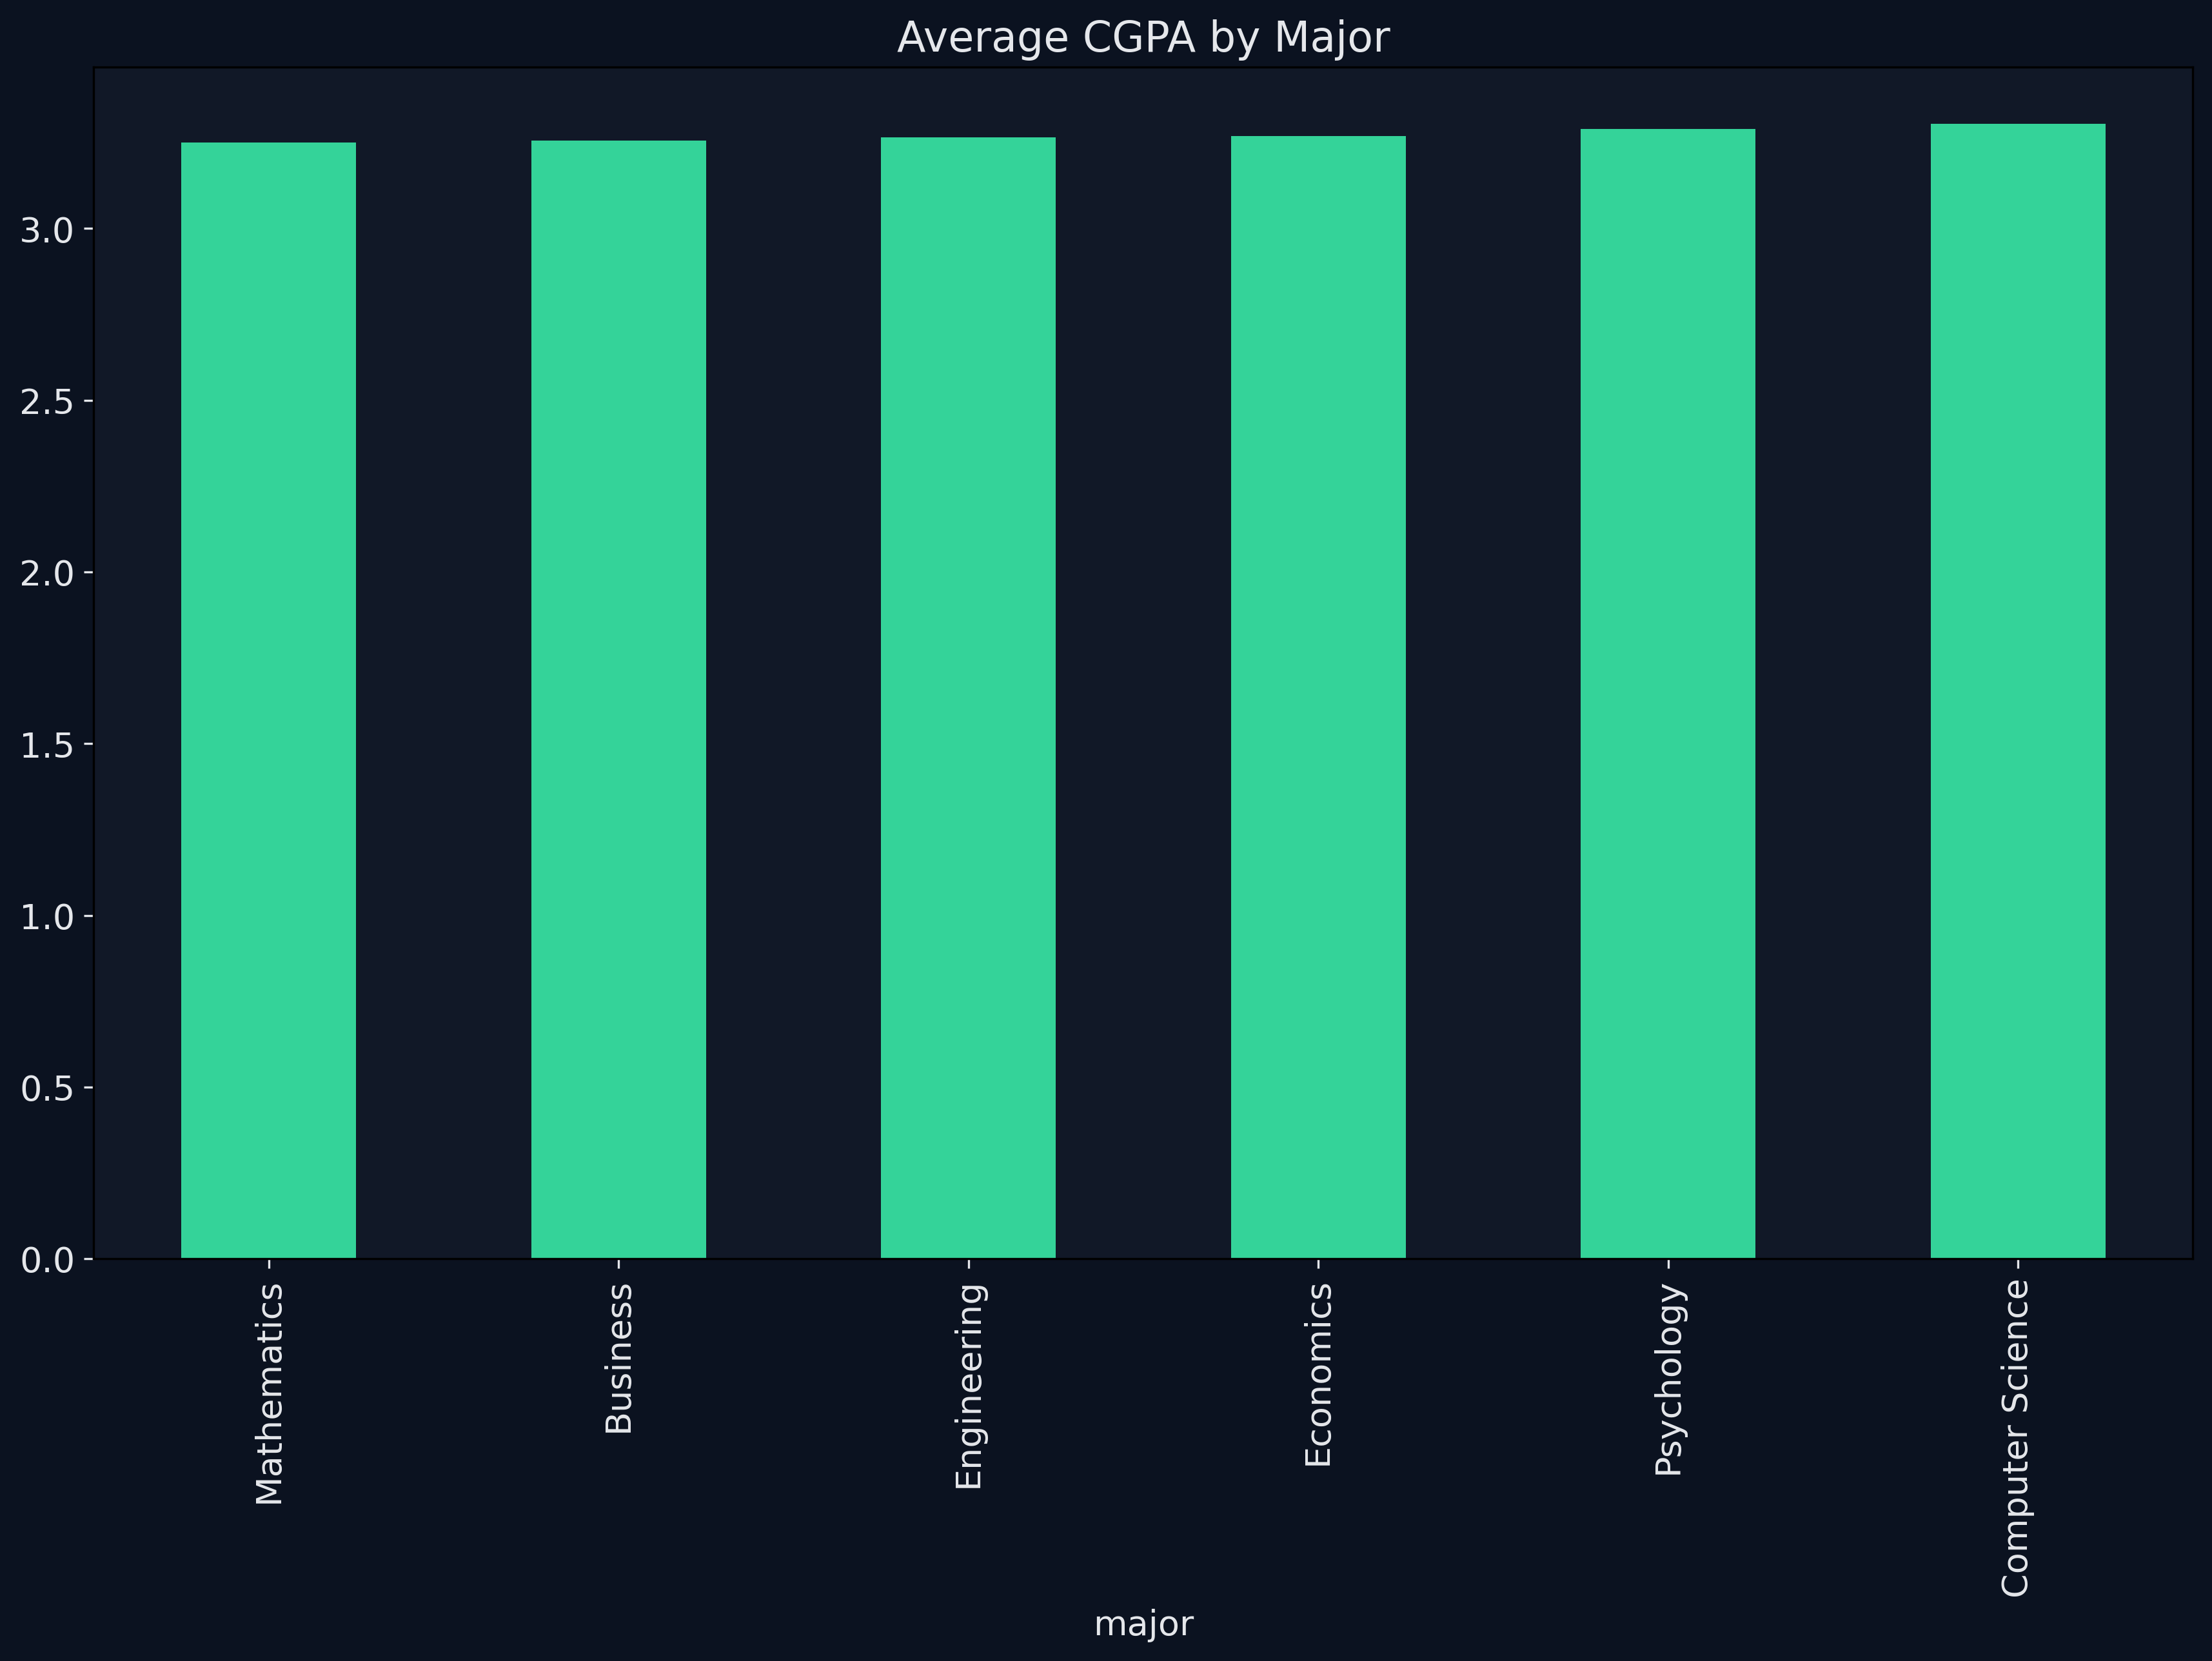 Average CGPA by Major
3.0
2.5
2.0
1.5
1.0
0.5
0.0
Mathematics
Business
Engineering
Economics
Psychology
Computer Science
major